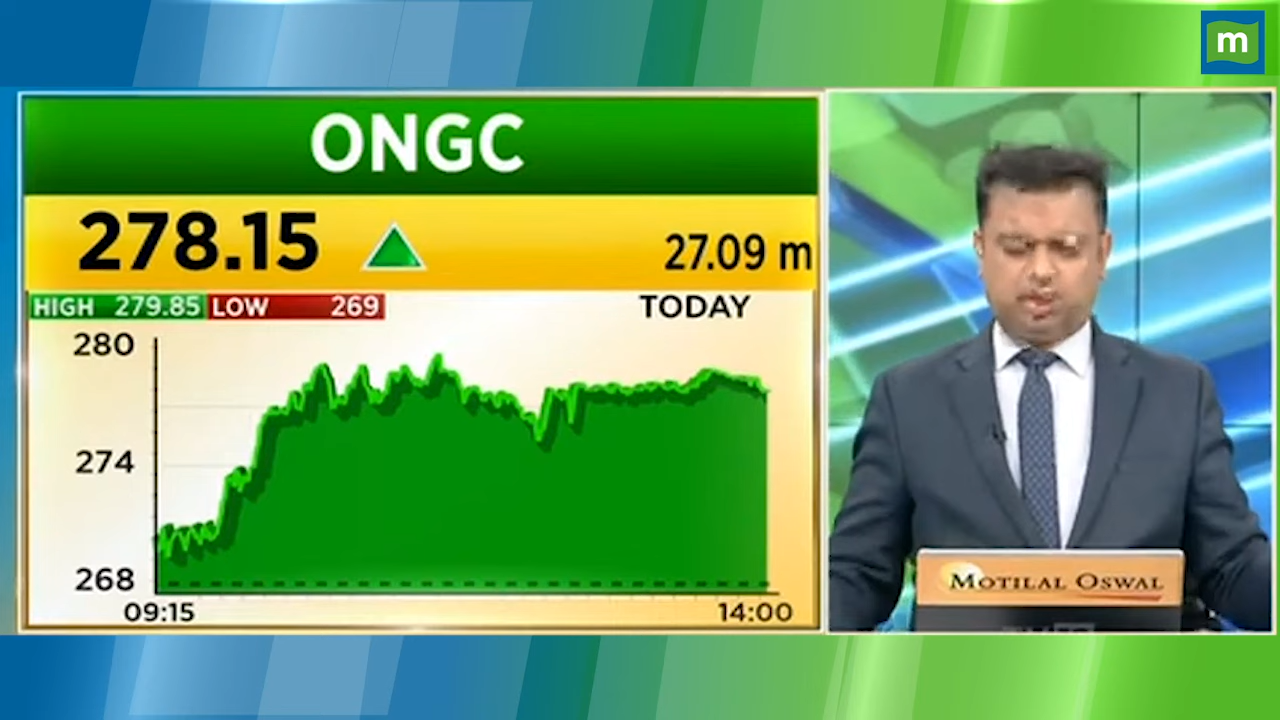 m
ONGC
278.15 27.09 m
HIGH 279.85 LOW 269 TODAY
280
274
268
09:15 14:00
MOTILAL OSWAL